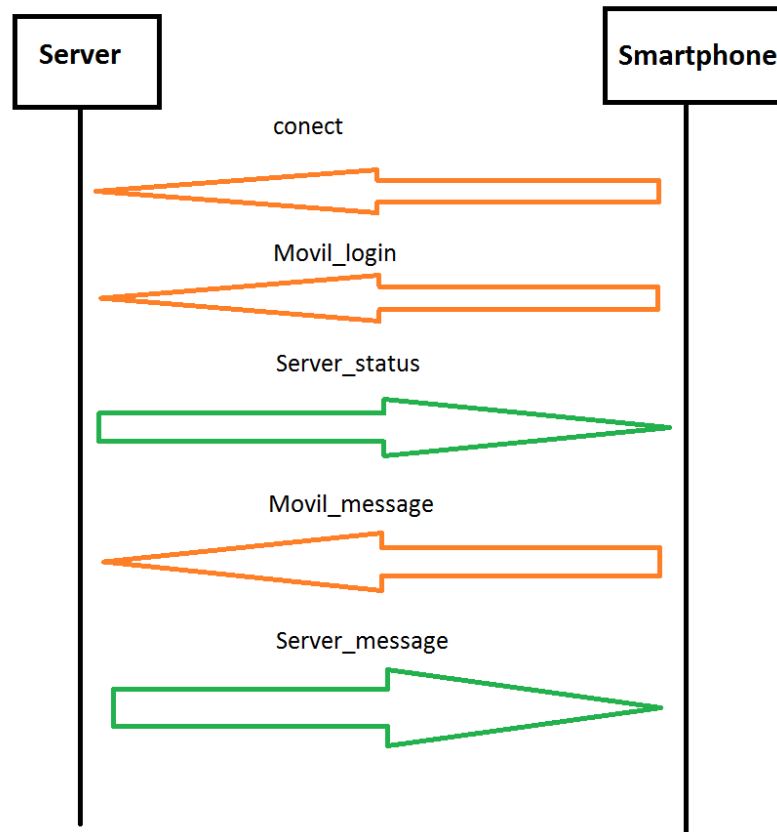 Server
Smartphone
conect
Movil_login
Server_status
Movil_message
Server_message